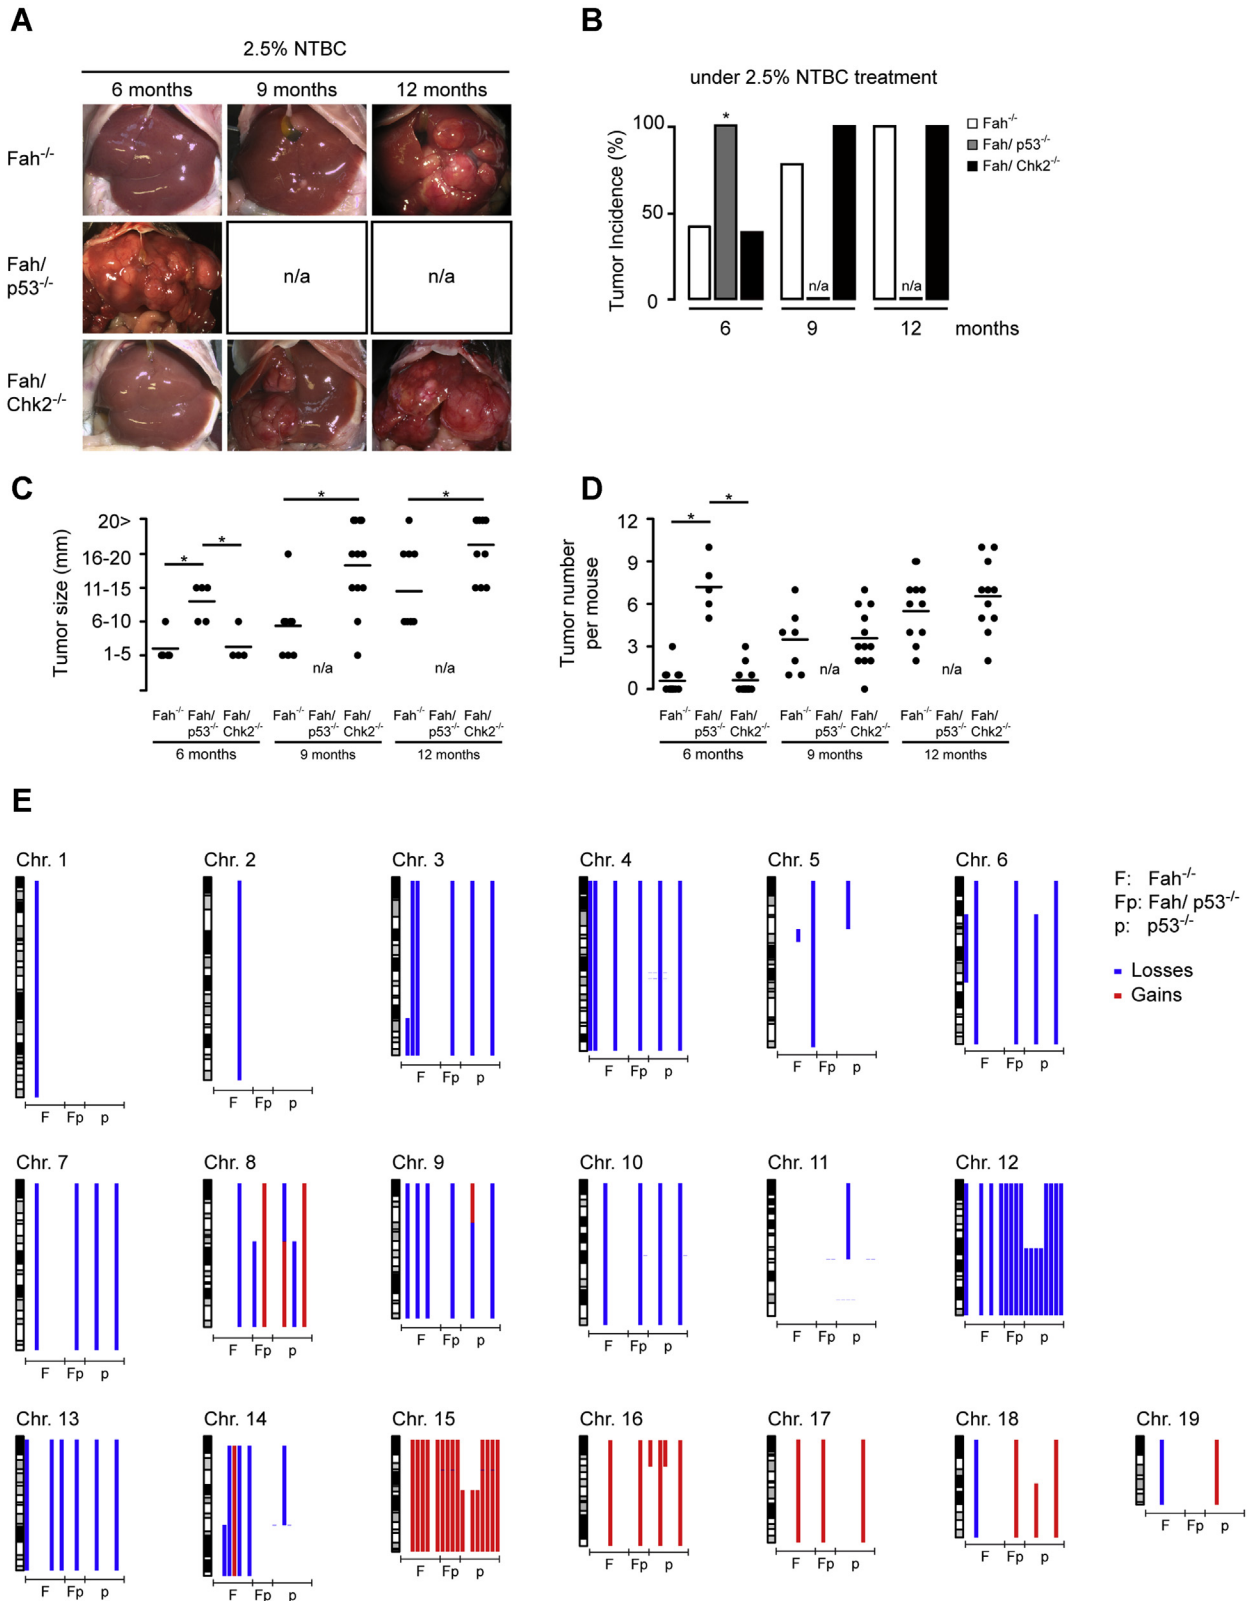 A
2.5% NTBC
6 months 9 months 12 months
Fah-/-
Fah/
p53-/-
n/a n/a
Fah/
Chk2-/-
B
under 2.5% NTBC treatment
Tumor Incidence (%)
100
50
0
*
n/a n/a
6 9 12 months
Fah-/-
Fah/ p53-/-
Fah/ Chk2-/-
C
Tumor size (mm)
20>
16-20
11-15
6-10
1-5
* * * *
n/a n/a
Fah-/- Fah/ Fah/ Fah-/- Fah/ Fah/ Fah-/- Fah/ Fah/
p53-/- Chk2-/- p53-/- Chk2-/- p53-/- Chk2-/-
6 months 9 months 12 months
D
Tumor number
per mouse
12
9
6
3
0
* *
n/a n/a
Fah-/- Fah/ Fah/ Fah-/- Fah/ Fah/ Fah-/- Fah/ Fah/
p53-/- Chk2-/- p53-/- Chk2-/- p53-/- Chk2-/-
6 months 9 months 12 months
E
Chr. 1 Chr. 2 Chr. 3 Chr. 4 Chr. 5 Chr. 6
F Fp p F Fp p F Fp p F Fp p F Fp p F Fp p
F: Fah-/-
Fp: Fah/ p53-/-
p: p53-/-
Losses
Gains
Chr. 7 Chr. 8 Chr. 9 Chr. 10 Chr. 11 Chr. 12
F Fp p F Fp p F Fp p F Fp p F Fp p F Fp p
Chr. 13 Chr. 14 Chr. 15 Chr. 16 Chr. 17 Chr. 18 Chr. 19
F Fp p F Fp p F Fp p F Fp p F Fp p F Fp p F Fp p